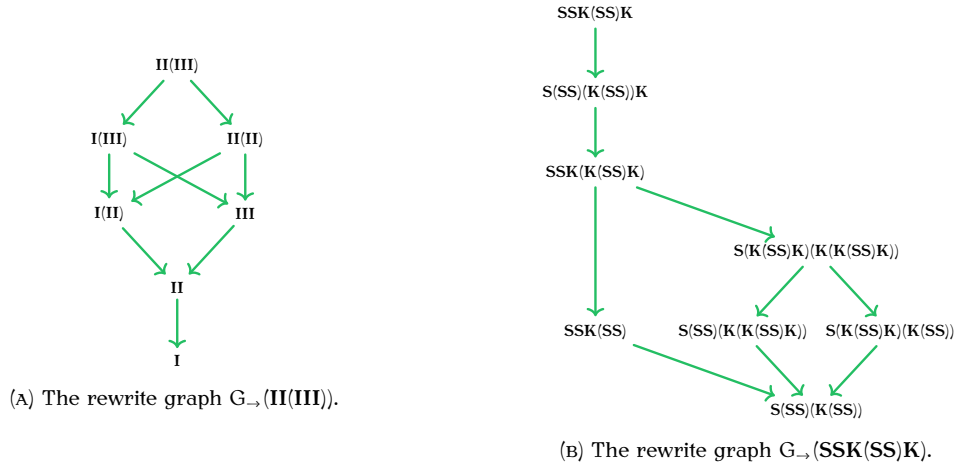 II(III)
I(III) II(II)
I(II) III
II
I
(A) The rewrite graph G→(II(III)).
SSK(SS)K
S(SS)(K(SS))K
SSK(K(SS)K)
S(K(SS)K)(K(K(SS)K))
SSK(SS) S(SS)(K(K(SS)K)) S(K(SS)K)(K(SS))
S(SS)(K(SS))
(B) The rewrite graph G→(SSK(SS)K).